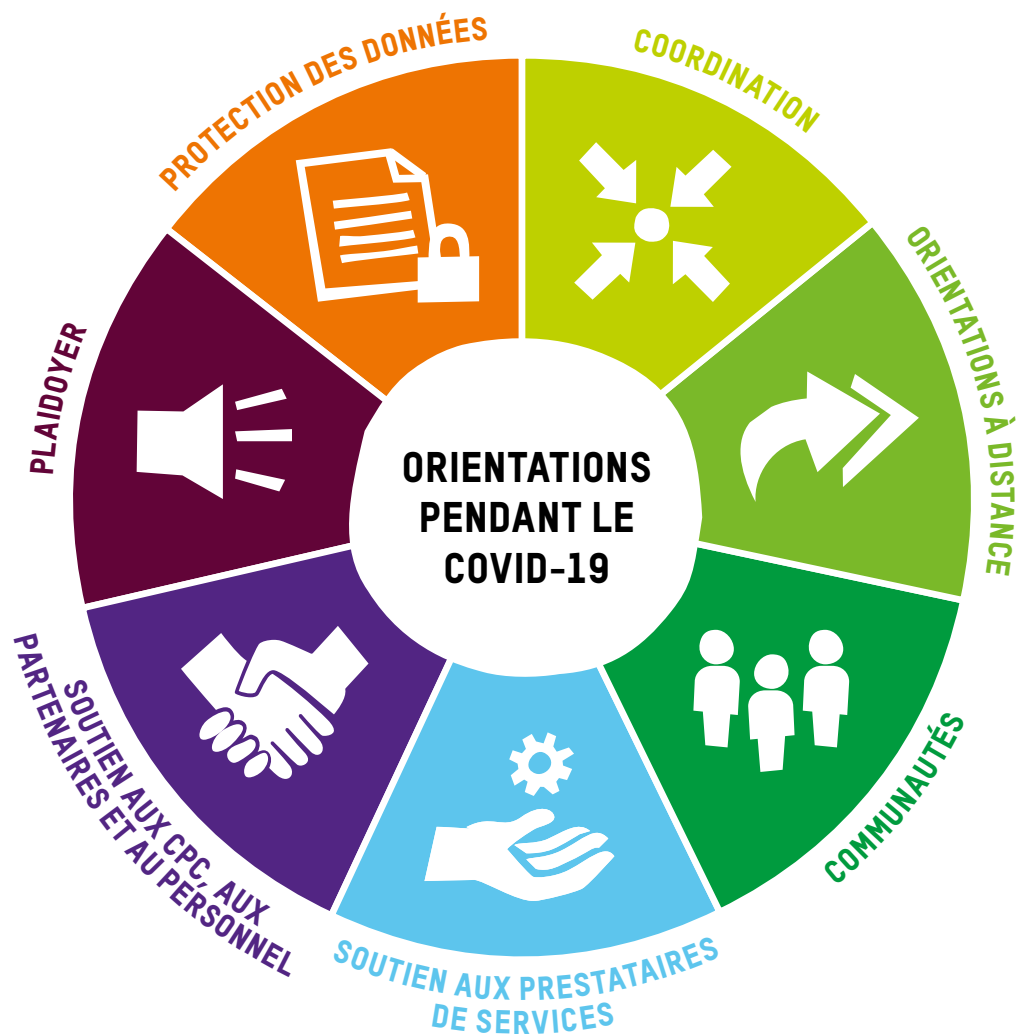 PROTECTION DES DONNÉES
COORDINATION
ORIENTATIONS À DISTANCE
COMMUNAUTÉS
SOUTIEN AUX PRESTATAIRES
DE SERVICES
SOUTIEN AUX CPC, AUX
PARTENAIRES ET AU PERSONNEL
PLAIDOYER
ORIENTATIONS
PENDANT LE
COVID-19